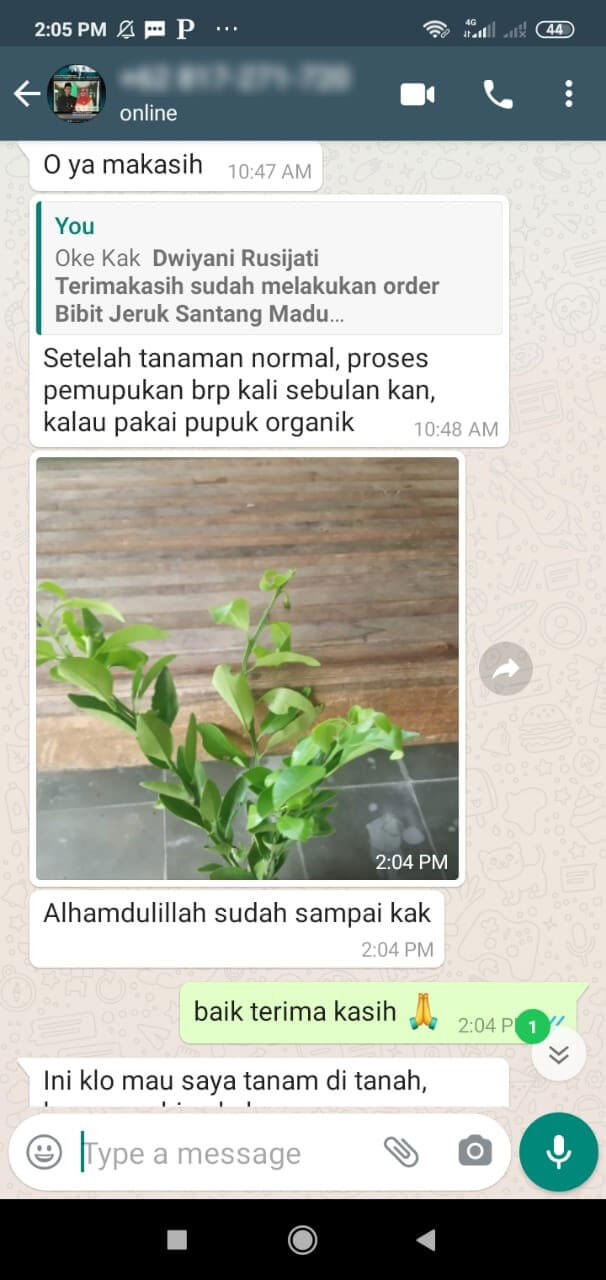 2:05 PM P ... 4G 44
online
O ya makasih 10:47 AM
You
Oke Kak Dwiyani Rusijati
Terimakasih sudah melakukan order
Bibit Jeruk Santang Madu...
Setelah tanaman normal, proses
pemupukan brp kali sebulan kan,
kalau pakai pupuk organik 10:48 AM
2:04 PM
Alhamdulillah sudah sampai kak
2:04 PM
baik terima kasih 🙏 2:04 P
1
Ini klo mau saya tanam di tanah,
Type a message